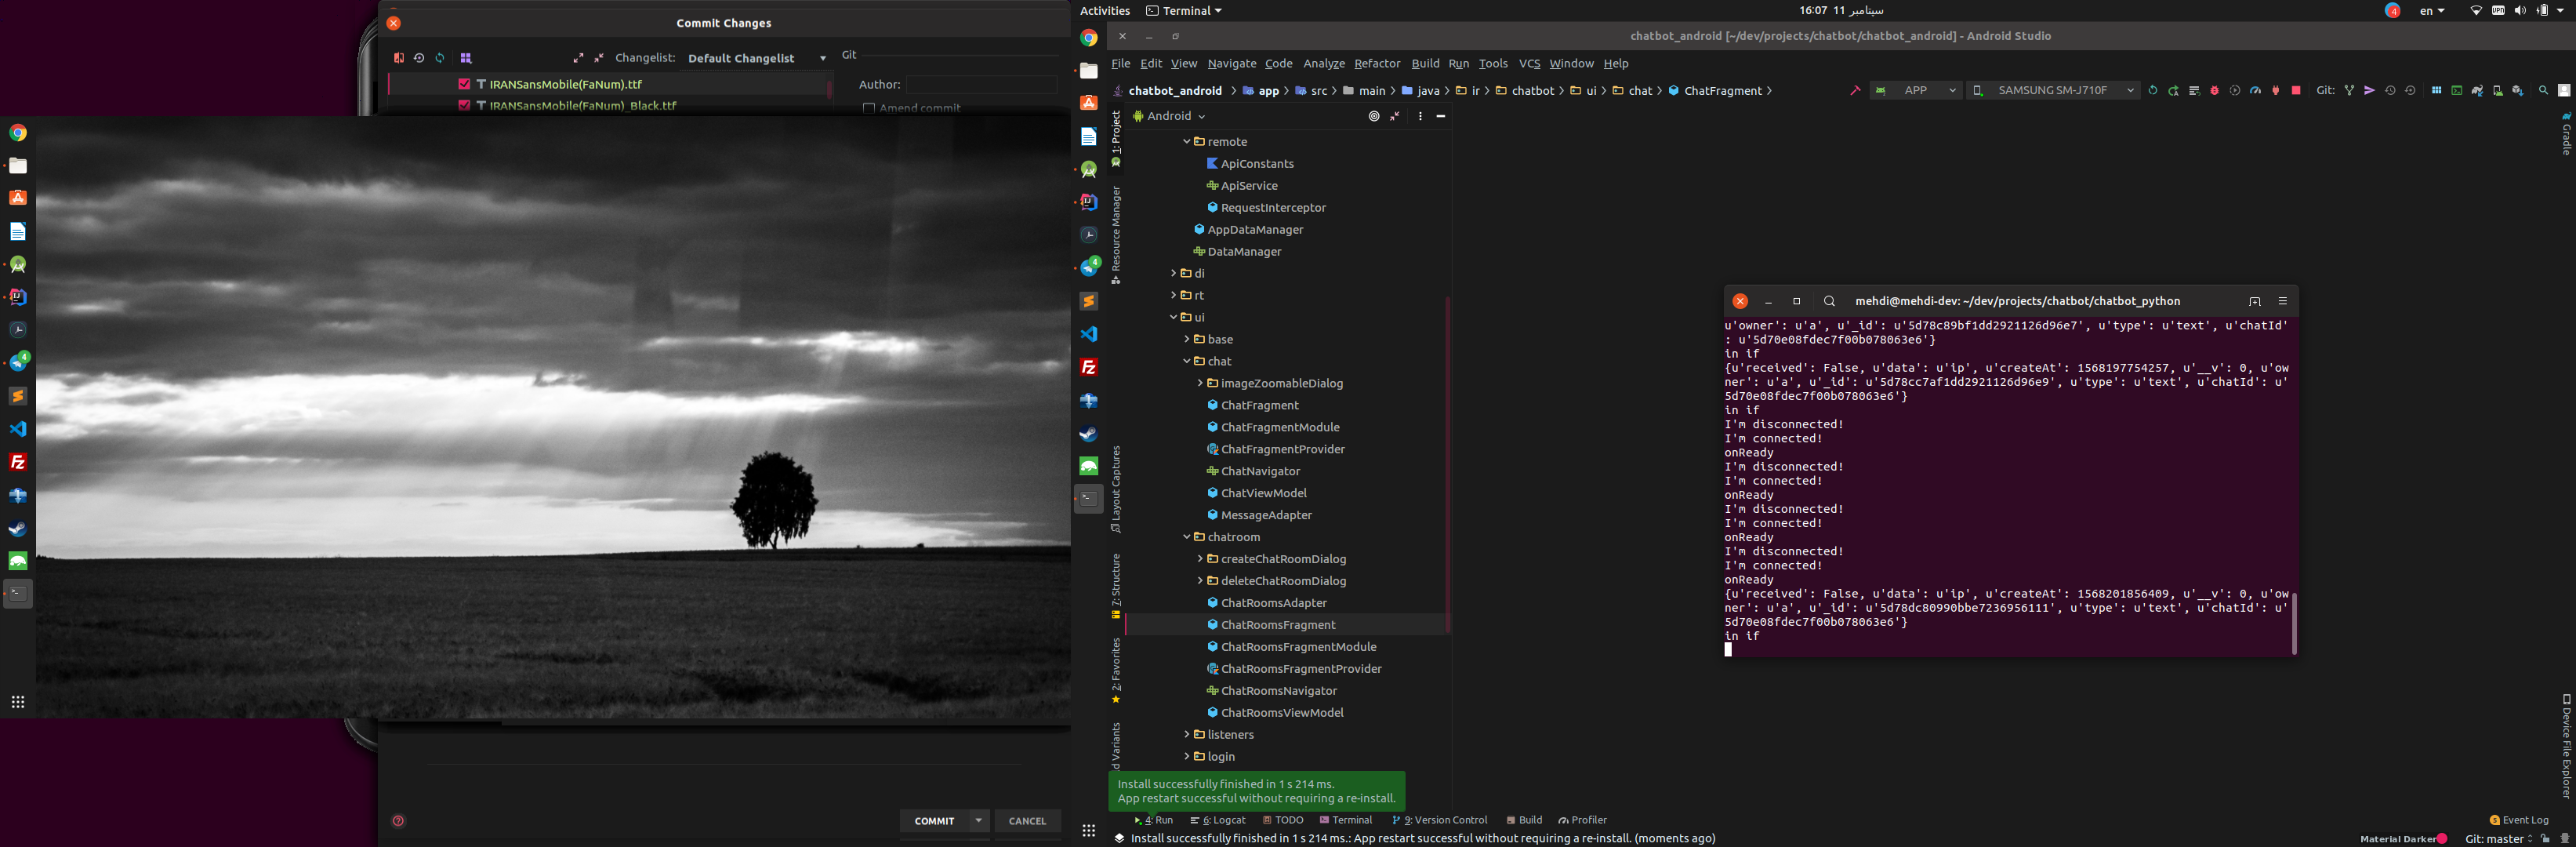 Commit Changes
Changelist: Default Changelist
Git
IRANSansMobile(FaNum).ttf
Author:
IRANSansMobile(FaNum)_Black.ttf
Amend commit
4
COMMIT
CANCEL
Activities
Terminal
16:07 11 سپتامبر
4
en
chatbot_android [~/dev/projects/chatbot/chatbot_android] - Android Studio
File Edit View Navigate Code Analyze Refactor Build Run Tools VCS Window Help
chatbot_android app src main java ir chatbot ui chat ChatFragment
APP
SAMSUNG SM-J710F
Git:
Android
1: Project
Resource Manager
Layout Captures
7: Structure
2: Favorites
d Variants
Gradle
Device File Explorer
4
remote
ApiConstants
ApiService
RequestInterceptor
AppDataManager
DataManager
di
rt
ui
base
chat
imageZoomableDialog
ChatFragment
ChatFragmentModule
ChatFragmentProvider
ChatNavigator
ChatViewModel
MessageAdapter
chatroom
createChatRoomDialog
deleteChatRoomDialog
ChatRoomsAdapter
ChatRoomsFragment
ChatRoomsFragmentModule
ChatRoomsFragmentProvider
ChatRoomsNavigator
ChatRoomsViewModel
listeners
login
mehdi@mehdi-dev: ~/dev/projects/chatbot/chatbot_python
u'owner': u'a', u'_id': u'5d78c89bf1dd2921126d96e7', u'type': u'text', u'chatId'
: u'5d70e08fdec7f00b078063e6'}
in if
{u'received': False, u'data': u'ip', u'createAt': 1568197754257, u'__v': 0, u'ow
ner': u'a', u'_id': u'5d78cc7af1dd2921126d96e9', u'type': u'text', u'chatId': u'
5d70e08fdec7f00b078063e6'}
in if
I'm disconnected!
I'm connected!
onReady
I'm disconnected!
I'm connected!
onReady
I'm disconnected!
I'm connected!
onReady
I'm disconnected!
I'm connected!
onReady
{u'received': False, u'data': u'ip', u'createAt': 1568201856409, u'__v': 0, u'ow
ner': u'a', u'_id': u'5d78dc80990bbe7236956111', u'type': u'text', u'chatId': u'
5d70e08fdec7f00b078063e6'}
in if
Install successfully finished in 1 s 214 ms.
App restart successful without requiring a re-install.
4: Run
6: Logcat
TODO
Terminal
9: Version Control
Build
Profiler
Event Log
Install successfully finished in 1 s 214 ms.: App restart successful without requiring a re-install. (moments ago)
Material Darker
Git: master